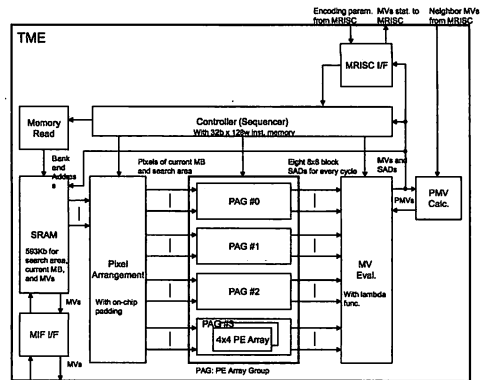 Encoding param.
from MRISC
MVs stat. to
MRISC
Neighbor MVs
from MRISC
TME
MRISC I/F
Controller (Sequencer)
With 32b x 128w inst. memory
Memory
Read
Bank
and
Addres
s
Pixels of current MB
and search area
Eight 8x8 block
SADs for every cycle
MVs and
SADs
PMVs
PMV
Calc.
SRAM
593Kb for
search area,
current MB,
and MVs
Pixel
Arrangement
With on-chip
padding
PAG #0
PAG #1
PAG #2
PAG #3
4x4 PE Array
MV
Eval.
With lambda
func.
MVs
MIF I/F
MVs
PAG: PE Array Group